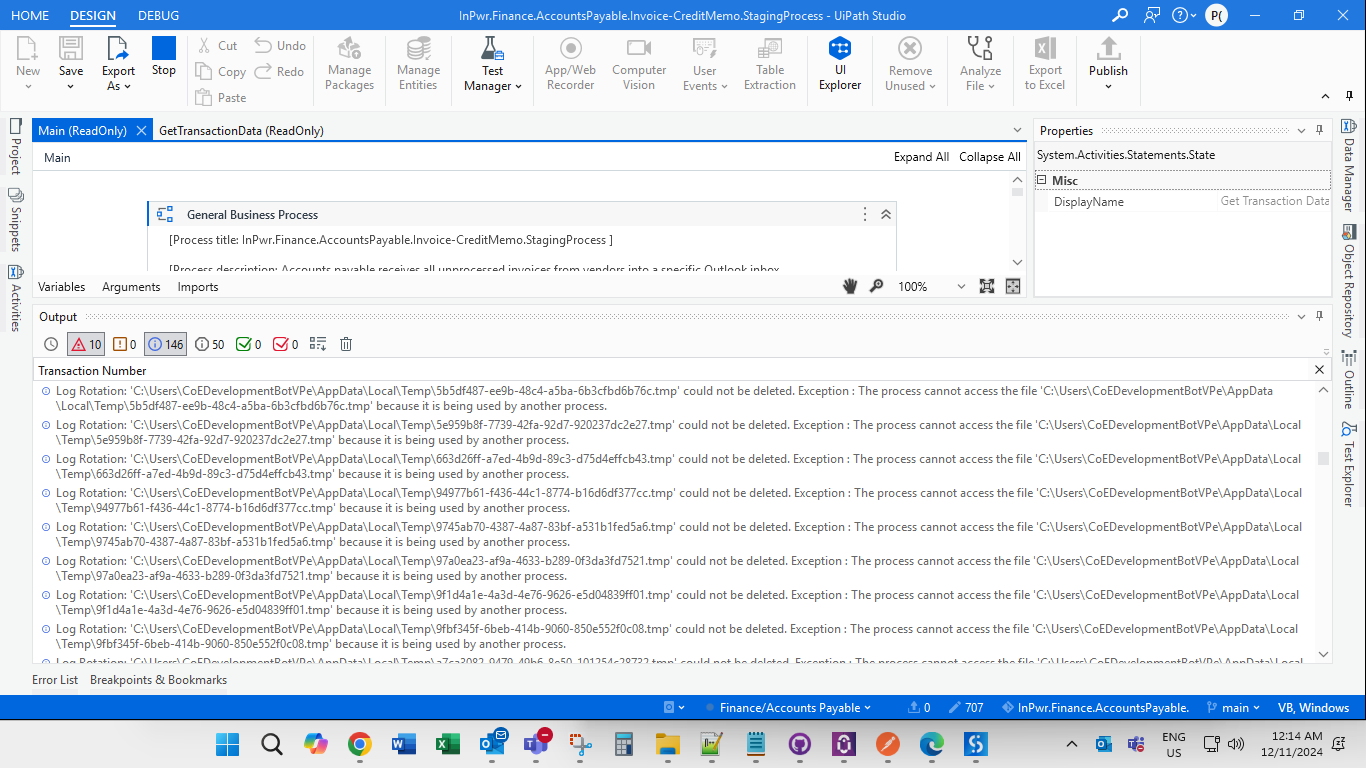 HOME DESIGN DEBUG
InPwr.Finance.AccountsPayable.Invoice-CreditMemo.StagingProcess - UiPath Studio
P(
New
Save
Export As
Stop
Cut
Copy
Paste
Undo
Redo
Manage Packages
Manage Entities
Test Manager
App/Web Recorder
Computer Vision
User Events
Table Extraction
UI Explorer
Remove Unused
Analyze File
Export to Excel
Publish
Project
Snippets
Activities
Main (ReadOnly)
GetTransactionData (ReadOnly)
Main
Expand All Collapse All
General Business Process
[Process title: InPwr.Finance.AccountsPayable.Invoice-CreditMemo.StagingProcess ]
[Process description: Accounts payable receives all unprocessed invoices from vendors into a specific Outlook inbox
Variables Arguments Imports
100%
Properties
System.Activities.Statements.State
Misc
DisplayName Get Transaction Data
Data Manager
Object Repository
Outline
Test Explorer
Output
10 0 146 50 0 0
Transaction Number
Log Rotation: 'C:\Users\CoEDevelopmentBotVPe\AppData\Local\Temp\5b5df487-ee9b-48c4-a5ba-6b3cfbd6b76c.tmp' could not be deleted. Exception : The process cannot access the file 'C:\Users\CoEDevelopmentBotVPe\AppData
\Local\Temp\5b5df487-ee9b-48c4-a5ba-6b3cfbd6b76c.tmp' because it is being used by another process.
Log Rotation: 'C:\Users\CoEDevelopmentBotVPe\AppData\Local\Temp\5e959b8f-7739-42fa-92d7-920237dc2e27.tmp' could not be deleted. Exception : The process cannot access the file 'C:\Users\CoEDevelopmentBotVPe\AppData\Local
\Temp\5e959b8f-7739-42fa-92d7-920237dc2e27.tmp' because it is being used by another process.
Log Rotation: 'C:\Users\CoEDevelopmentBotVPe\AppData\Local\Temp\663d26ff-a7ed-4b9d-89c3-d75d4effcb43.tmp' could not be deleted. Exception : The process cannot access the file 'C:\Users\CoEDevelopmentBotVPe\AppData\Local
\Temp\663d26ff-a7ed-4b9d-89c3-d75d4effcb43.tmp' because it is being used by another process.
Log Rotation: 'C:\Users\CoEDevelopmentBotVPe\AppData\Local\Temp\94977b61-f436-44c1-8774-b16d6df377cc.tmp' could not be deleted. Exception : The process cannot access the file 'C:\Users\CoEDevelopmentBotVPe\AppData\Local
\Temp\94977b61-f436-44c1-8774-b16d6df377cc.tmp' because it is being used by another process.
Log Rotation: 'C:\Users\CoEDevelopmentBotVPe\AppData\Local\Temp\9745ab70-4387-4a87-83bf-a531b1fed5a6.tmp' could not be deleted. Exception : The process cannot access the file 'C:\Users\CoEDevelopmentBotVPe\AppData\Local
\Temp\9745ab70-4387-4a87-83bf-a531b1fed5a6.tmp' because it is being used by another process.
Log Rotation: 'C:\Users\CoEDevelopmentBotVPe\AppData\Local\Temp\97a0ea23-af9a-4633-b289-0f3da3fd7521.tmp' could not be deleted. Exception : The process cannot access the file 'C:\Users\CoEDevelopmentBotVPe\AppData\Local
\Temp\97a0ea23-af9a-4633-b289-0f3da3fd7521.tmp' because it is being used by another process.
Log Rotation: 'C:\Users\CoEDevelopmentBotVPe\AppData\Local\Temp\9f1d4a1e-4a3d-4e76-9626-e5d04839ff01.tmp' could not be deleted. Exception : The process cannot access the file 'C:\Users\CoEDevelopmentBotVPe\AppData\Local
\Temp\9f1d4a1e-4a3d-4e76-9626-e5d04839ff01.tmp' because it is being used by another process.
Log Rotation: 'C:\Users\CoEDevelopmentBotVPe\AppData\Local\Temp\9fbf345f-6beb-414b-9060-850e552f0c08.tmp' could not be deleted. Exception : The process cannot access the file 'C:\Users\CoEDevelopmentBotVPe\AppData\Local
\Temp\9fbf345f-6beb-414b-9060-850e552f0c08.tmp' because it is being used by another process.
Error List Breakpoints & Bookmarks
Finance/Accounts Payable 0 707 InPwr.Finance.AccountsPayable. main VB, Windows
ENG
US
12:14 AM
12/11/2024